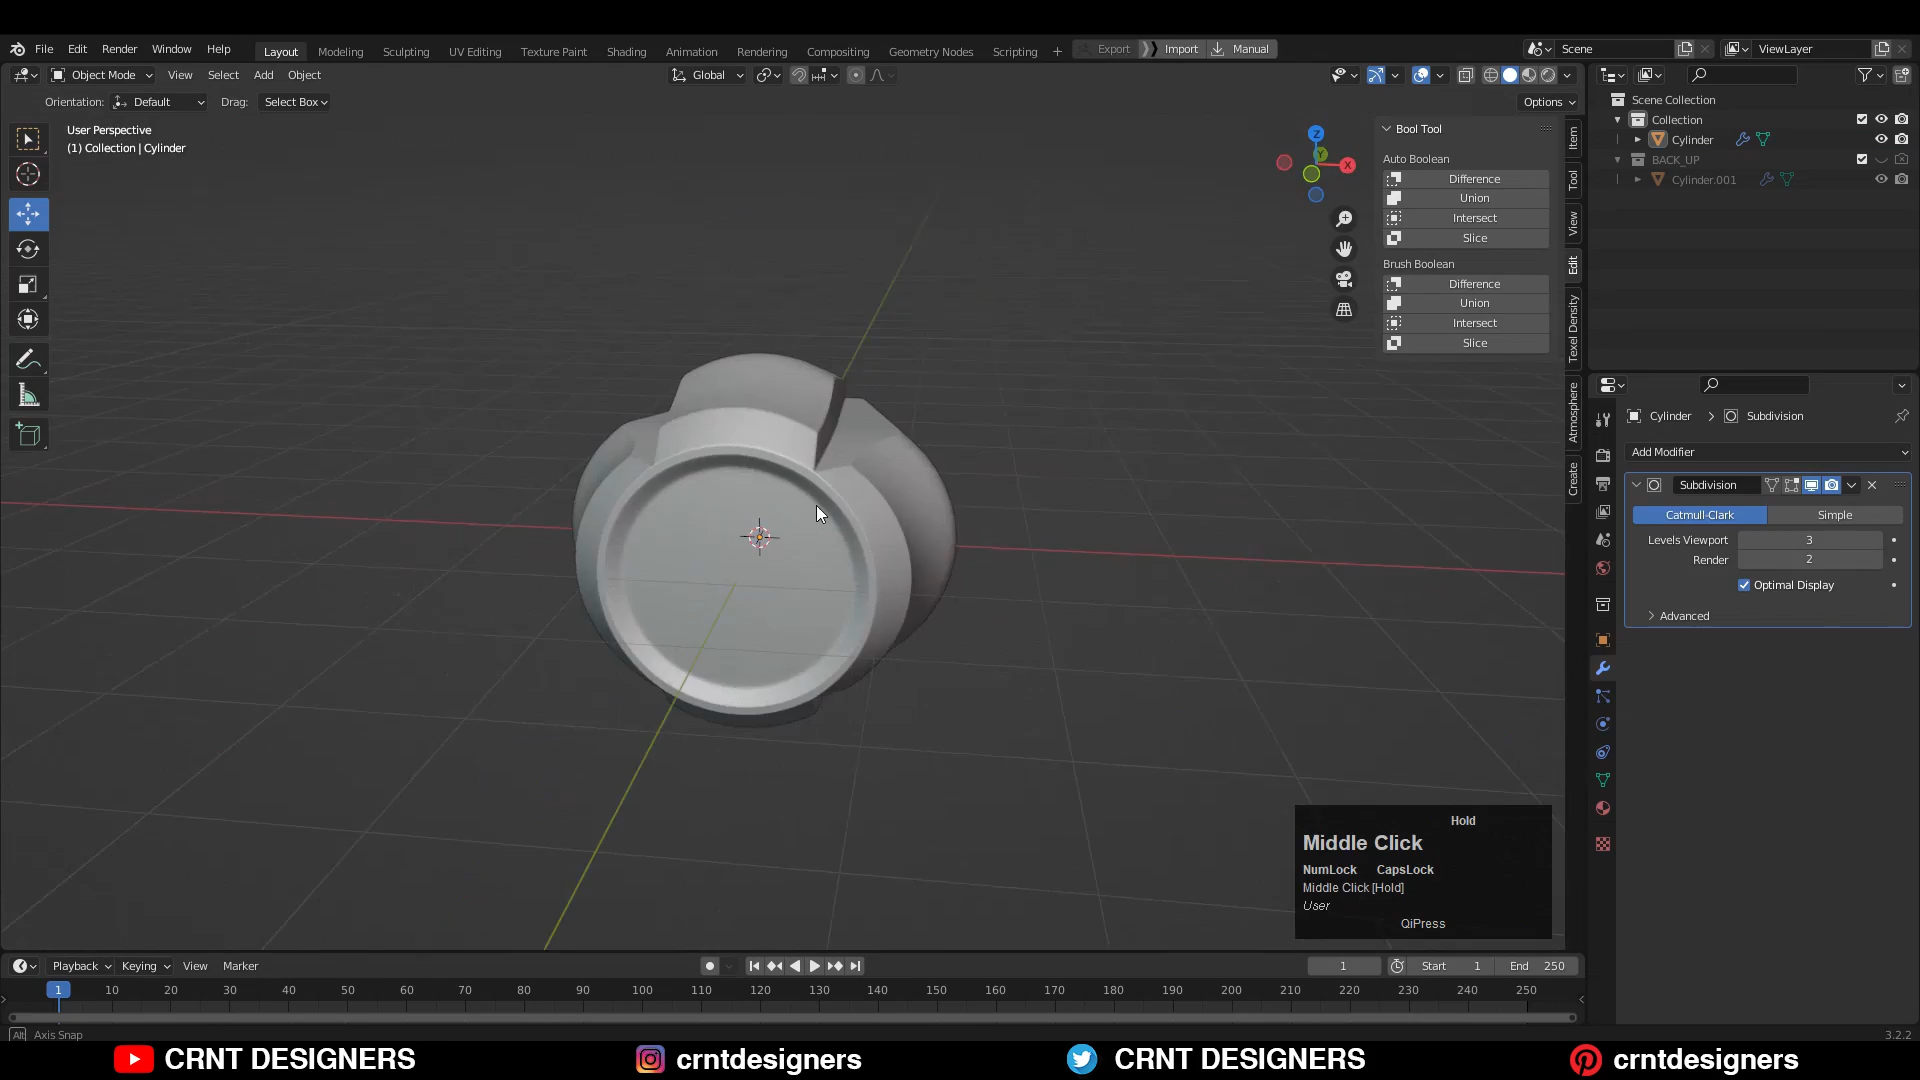 File Edit Render Window Help Layout Modeling Sculpting UV Editing Texture Paint Shading Animation Rendering Compositing Geometry Nodes Scripting + Export Import Manual Scene ViewLayer
Object Mode View Select Add Object Global
Orientation: Default Drag: Select Box Options
User Perspective
(1) Collection | Cylinder
Z
Y
X
Bool Tool
Auto Boolean
Difference
Union
Intersect
Slice
Brush Boolean
Difference
Union
Intersect
Slice
Item
Tool
View
Edit
Texel Density
Atmosphere
Create
Scene Collection
Collection
Cylinder
BACK_UP
Cylinder.001
Cylinder > Subdivision
Add Modifier
Subdivision
Catmull-Clark Simple
Levels Viewport 3
Render 2
Optimal Display
Advanced
Hold
Middle Click
NumLock CapsLock
Middle Click [Hold]
User
QiPress
Playback Keying View Marker 1 Start 1 End 250
1 10 20 30 40 50 60 70 80 90 100 110 120 130 140 150 160 170 180 190 200 210 220 230 240 250
Alt Axis Snap 3.2.2
CRNT DESIGNERS crntdesigners CRNT DESIGNERS crntdesigners